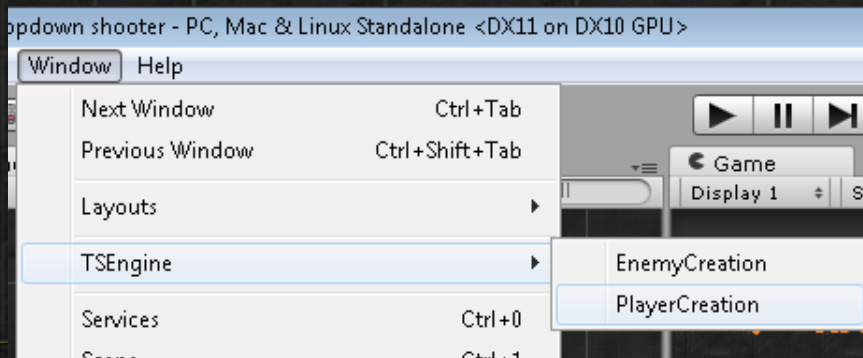 opdown shooter - PC, Mac & Linux Standalone <DX11 on DX10 GPU>
Window Help
Next Window Ctrl+Tab
Previous Window Ctrl+Shift+Tab
Game
Display 1
Layouts
TSEngine
EnemyCreation
PlayerCreation
Services Ctrl+0